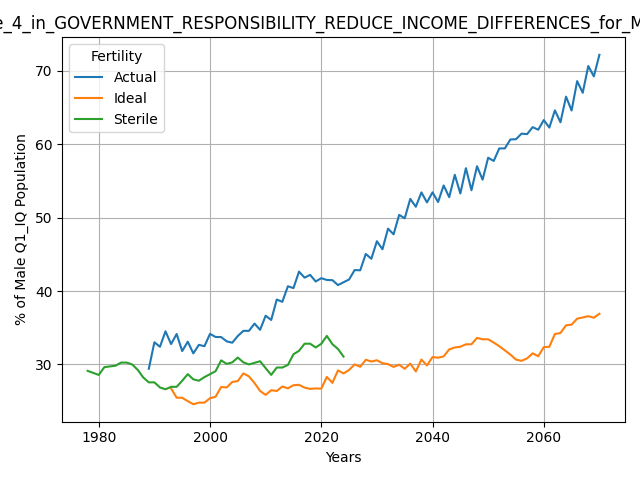 e_4_in_GOVERNMENT_RESPONSIBILITY_REDUCE_INCOME_DIFFERENCES_for_M
Fertility
Actual
Ideal
Sterile
70
60
50
40
30
% of Male Q1_IQ Population
1980
2000
2020
2040
2060
Years